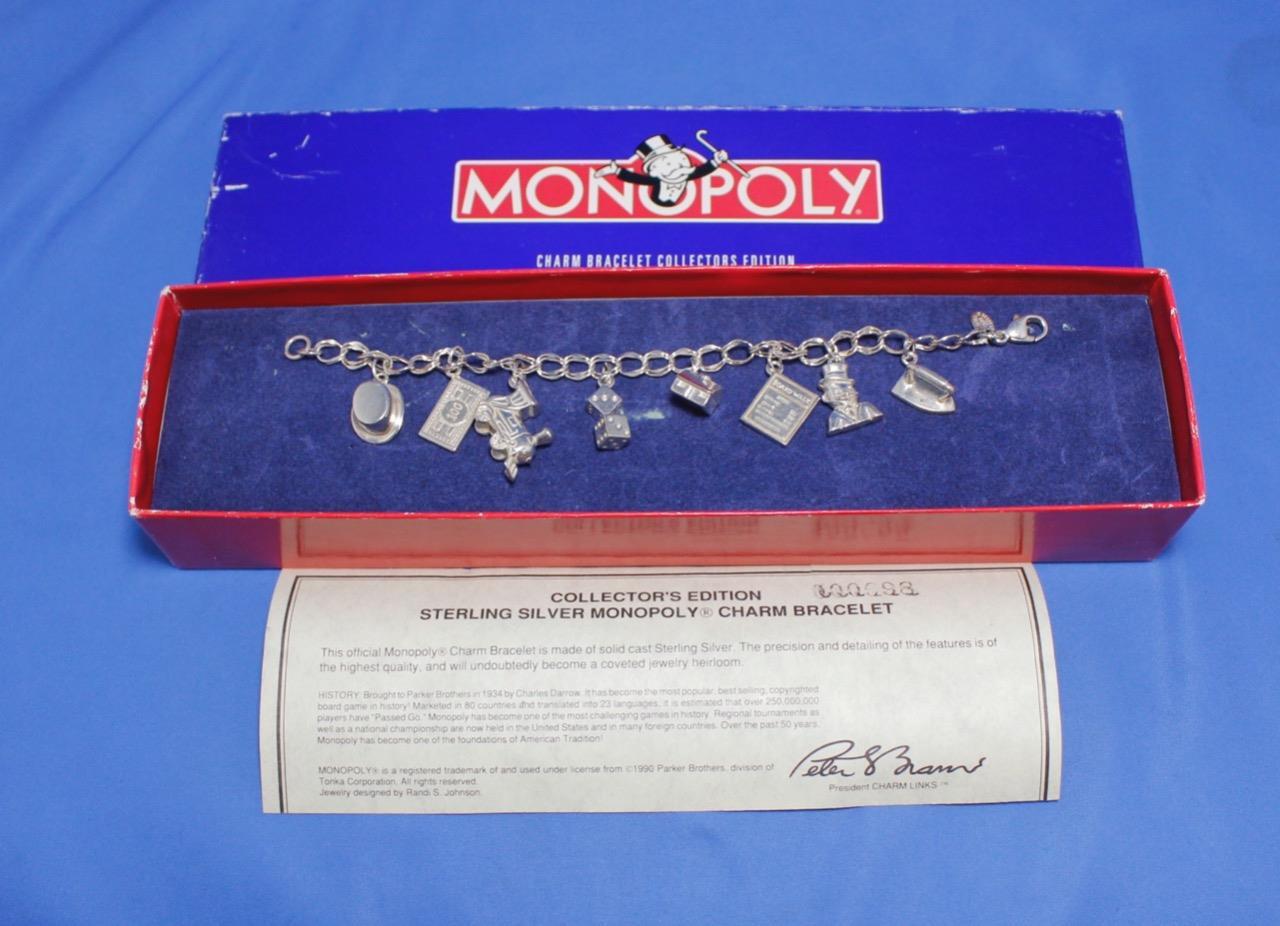 MONOPOLY®
CHARM BRACELET COLLECTORS EDITION
100
COLLECTOR'S EDITION
STERLING SILVER MONOPOLY® CHARM BRACELET
This official Monopoly® Charm Bracelet is made of solid cast Sterling Silver. The precision and detailing of the features is of
the highest quality, and will undoubtedly become a coveted jewelry heirloom.
HISTORY: Brought to Parker Brothers in 1934 by Charles Darrow. It has become the most popular, best selling, copyrighted
board game in history! Marketed in 80 countries and translated into 23 languages, it is estimated that over 250,000,000
players have "Passed Go." Monopoly has become one of the most challenging games in history. Regional tournaments as
well as a national championship are now held in the United States and in many foreign countries. Over the past 50 years,
Monopoly has become one of the foundations of American Tradition!
MONOPOLY® is a registered trademark of and used under license from ©1990 Parker Brothers, division of
Tonka Corporation. All rights reserved.
Jewelry designed by Randi S. Johnson.
President CHARM LINKS™